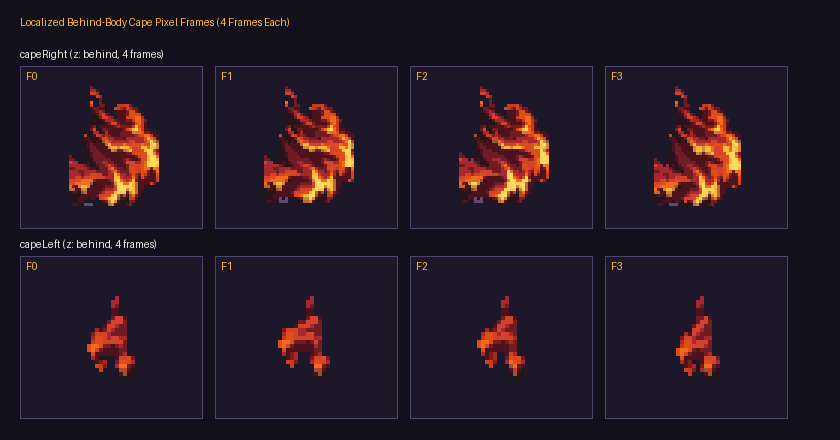 Localized Behind-Body Cape Pixel Frames (4 Frames Each)
capeRight (z: behind, 4 frames)
F0 F1 F2 F3
capeLeft (z: behind, 4 frames)
F0 F1 F2 F3